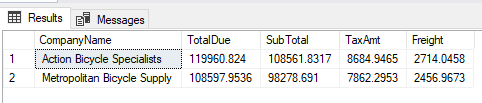 Results Messages
CompanyName TotalDue SubTotal TaxAmt Freight
1 Action Bicycle Specialists 119960.824 108561.8317 8684.9465 2714.0458
2 Metropolitan Bicycle Supply 108597.9536 98278.691 7862.2953 2456.9673